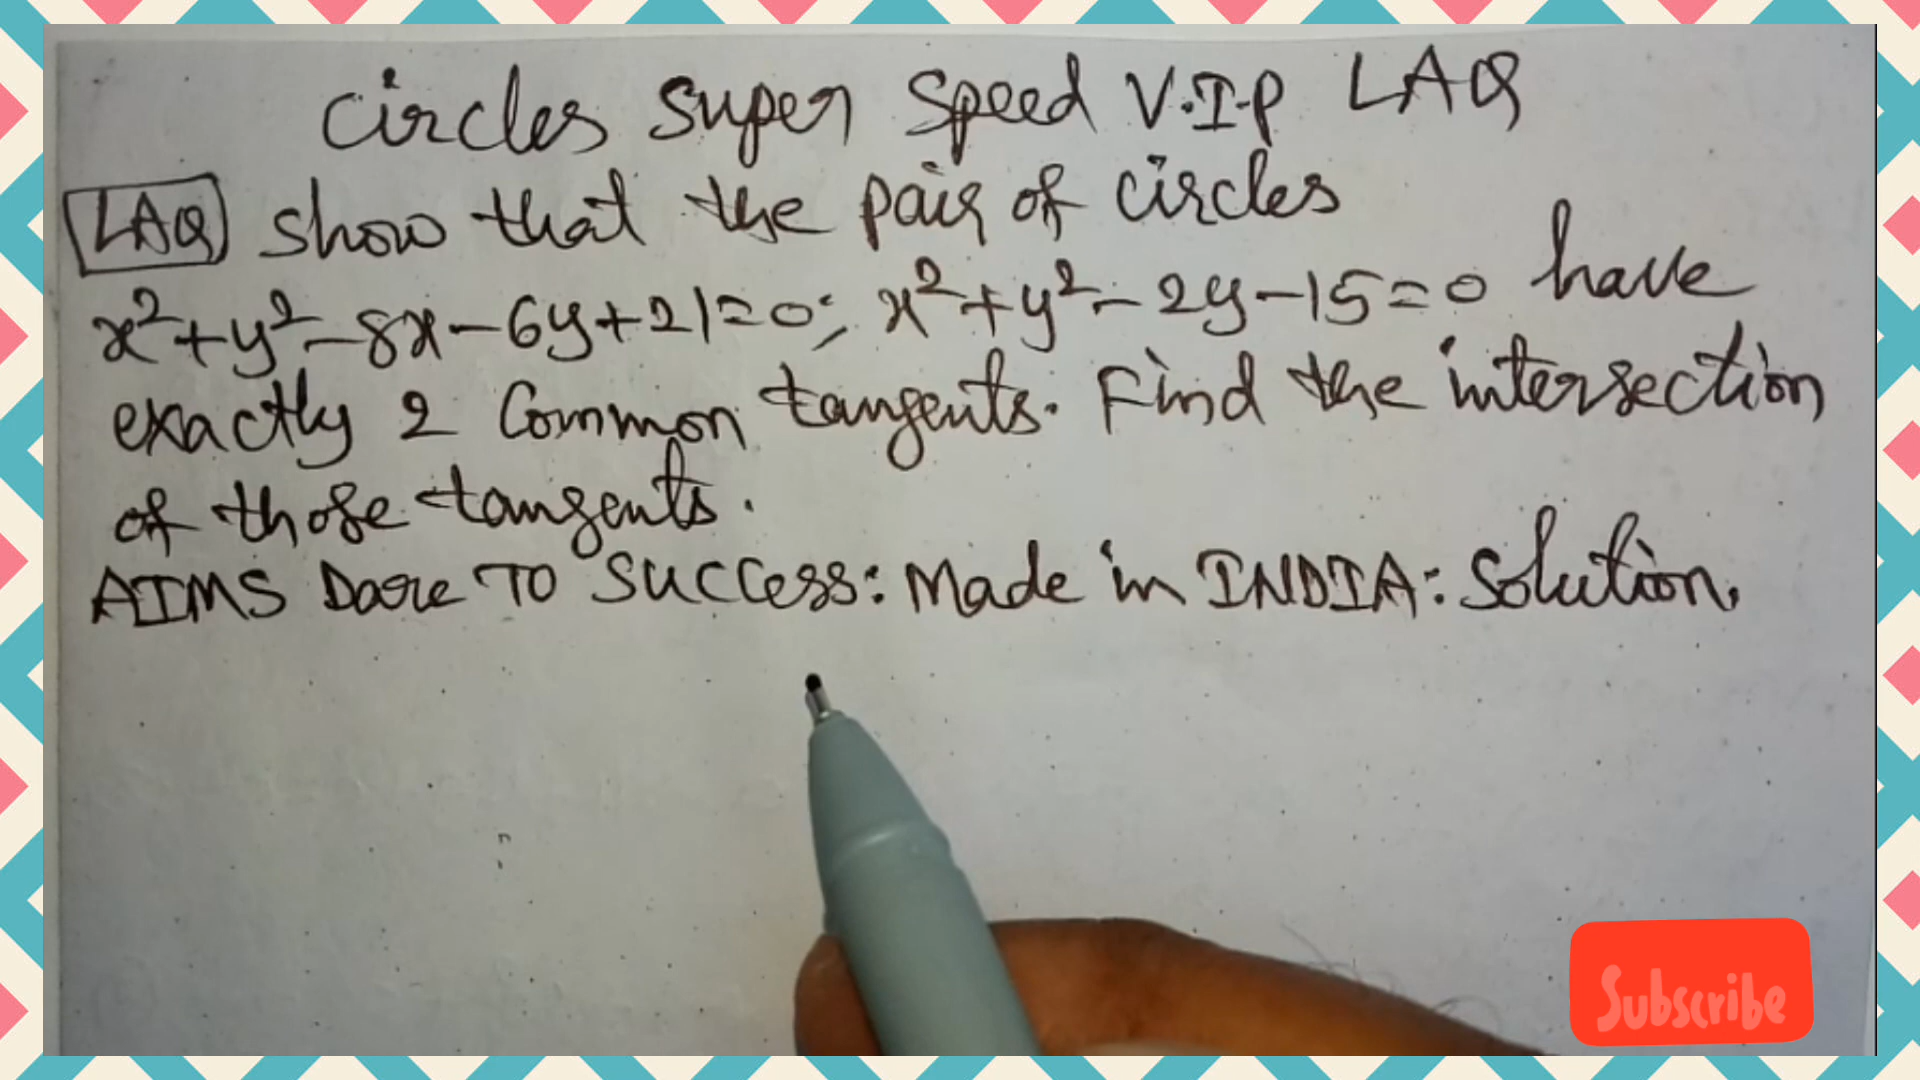 Circles Super Speed V.I.P LAQ
LAQ show that the pair of circles
x²+y²-8x-6y+21=0; x²+y²-2y-15=0 have
exactly 2 Common tangents. Find the intersection
of those tangents.
AIMS Dare TO SUCCess: Made in INDIA: Solution.
Subscribe